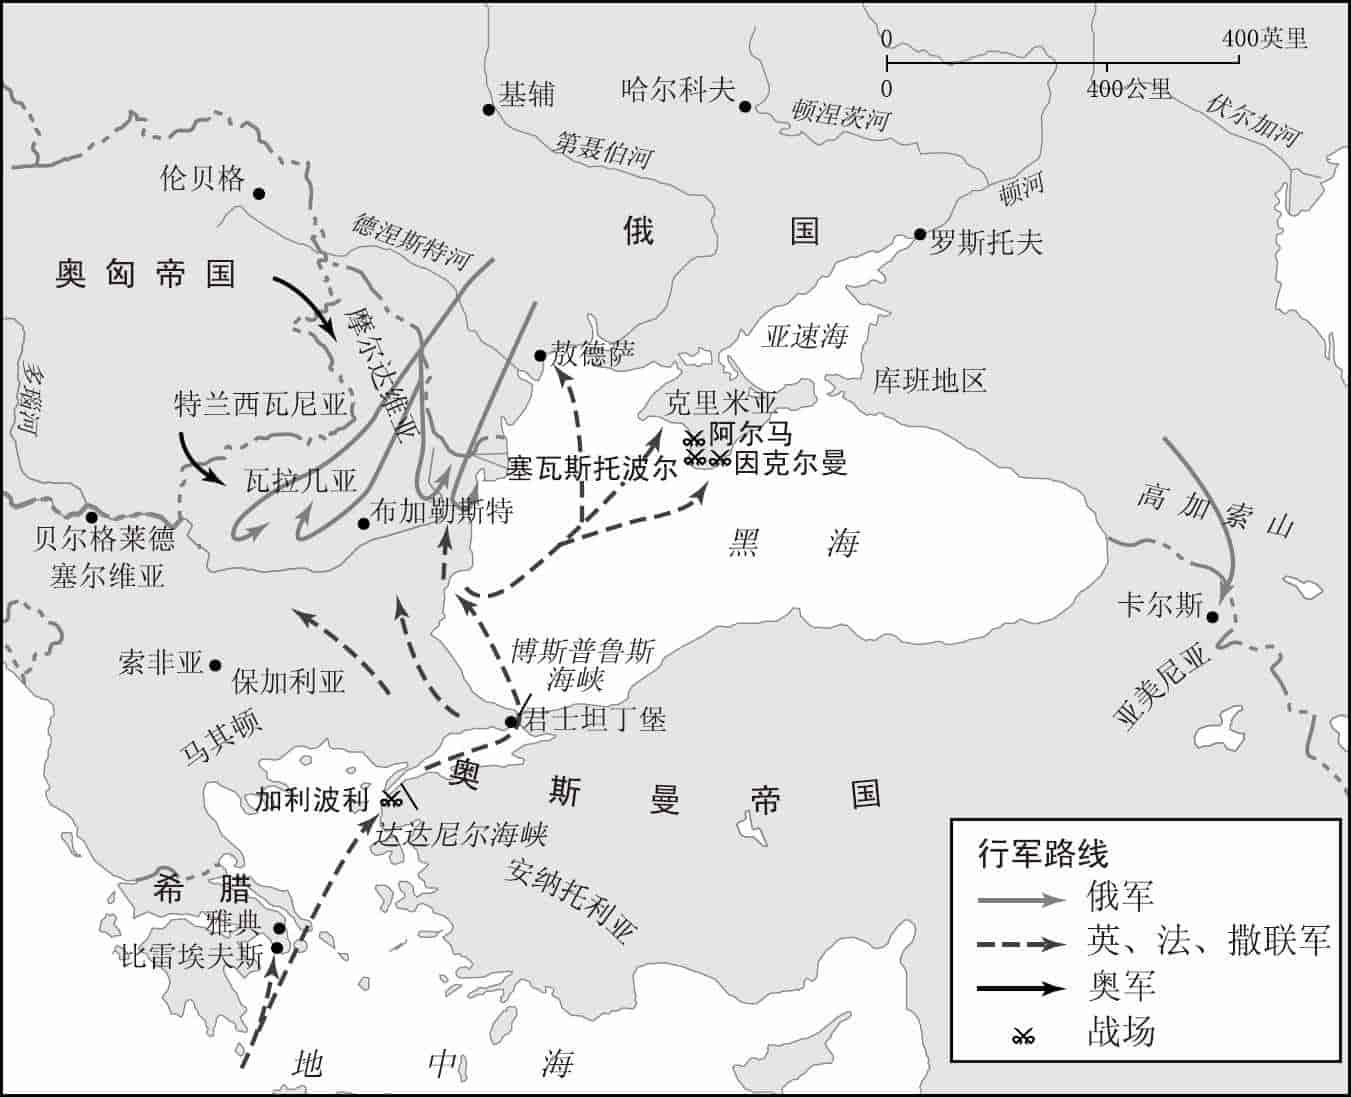 0
400英里
0
400公里
基辅
哈尔科夫
顿涅茨河
伏尔加河
第聂伯河
伦贝格
顿河
德涅斯特河
俄国
罗斯托夫
奥匈帝国
摩尔达维亚
亚速海
敖德萨
多瑙河
库班地区
特兰西瓦尼亚
克里米亚
阿尔马
塞瓦斯托波尔
因克尔曼
瓦拉几亚
布加勒斯特
高加索山
贝尔格莱德
塞尔维亚
黑海
卡尔斯
索非亚
保加利亚
博斯普鲁斯
海峡
亚美尼亚
马其顿
君士坦丁堡
奥斯曼帝国
加利波利
达达尼尔海峡
安纳托利亚
希腊
雅典
比雷埃夫斯
地中海
行军路线
俄军
英、法、撒联军
奥军
战场